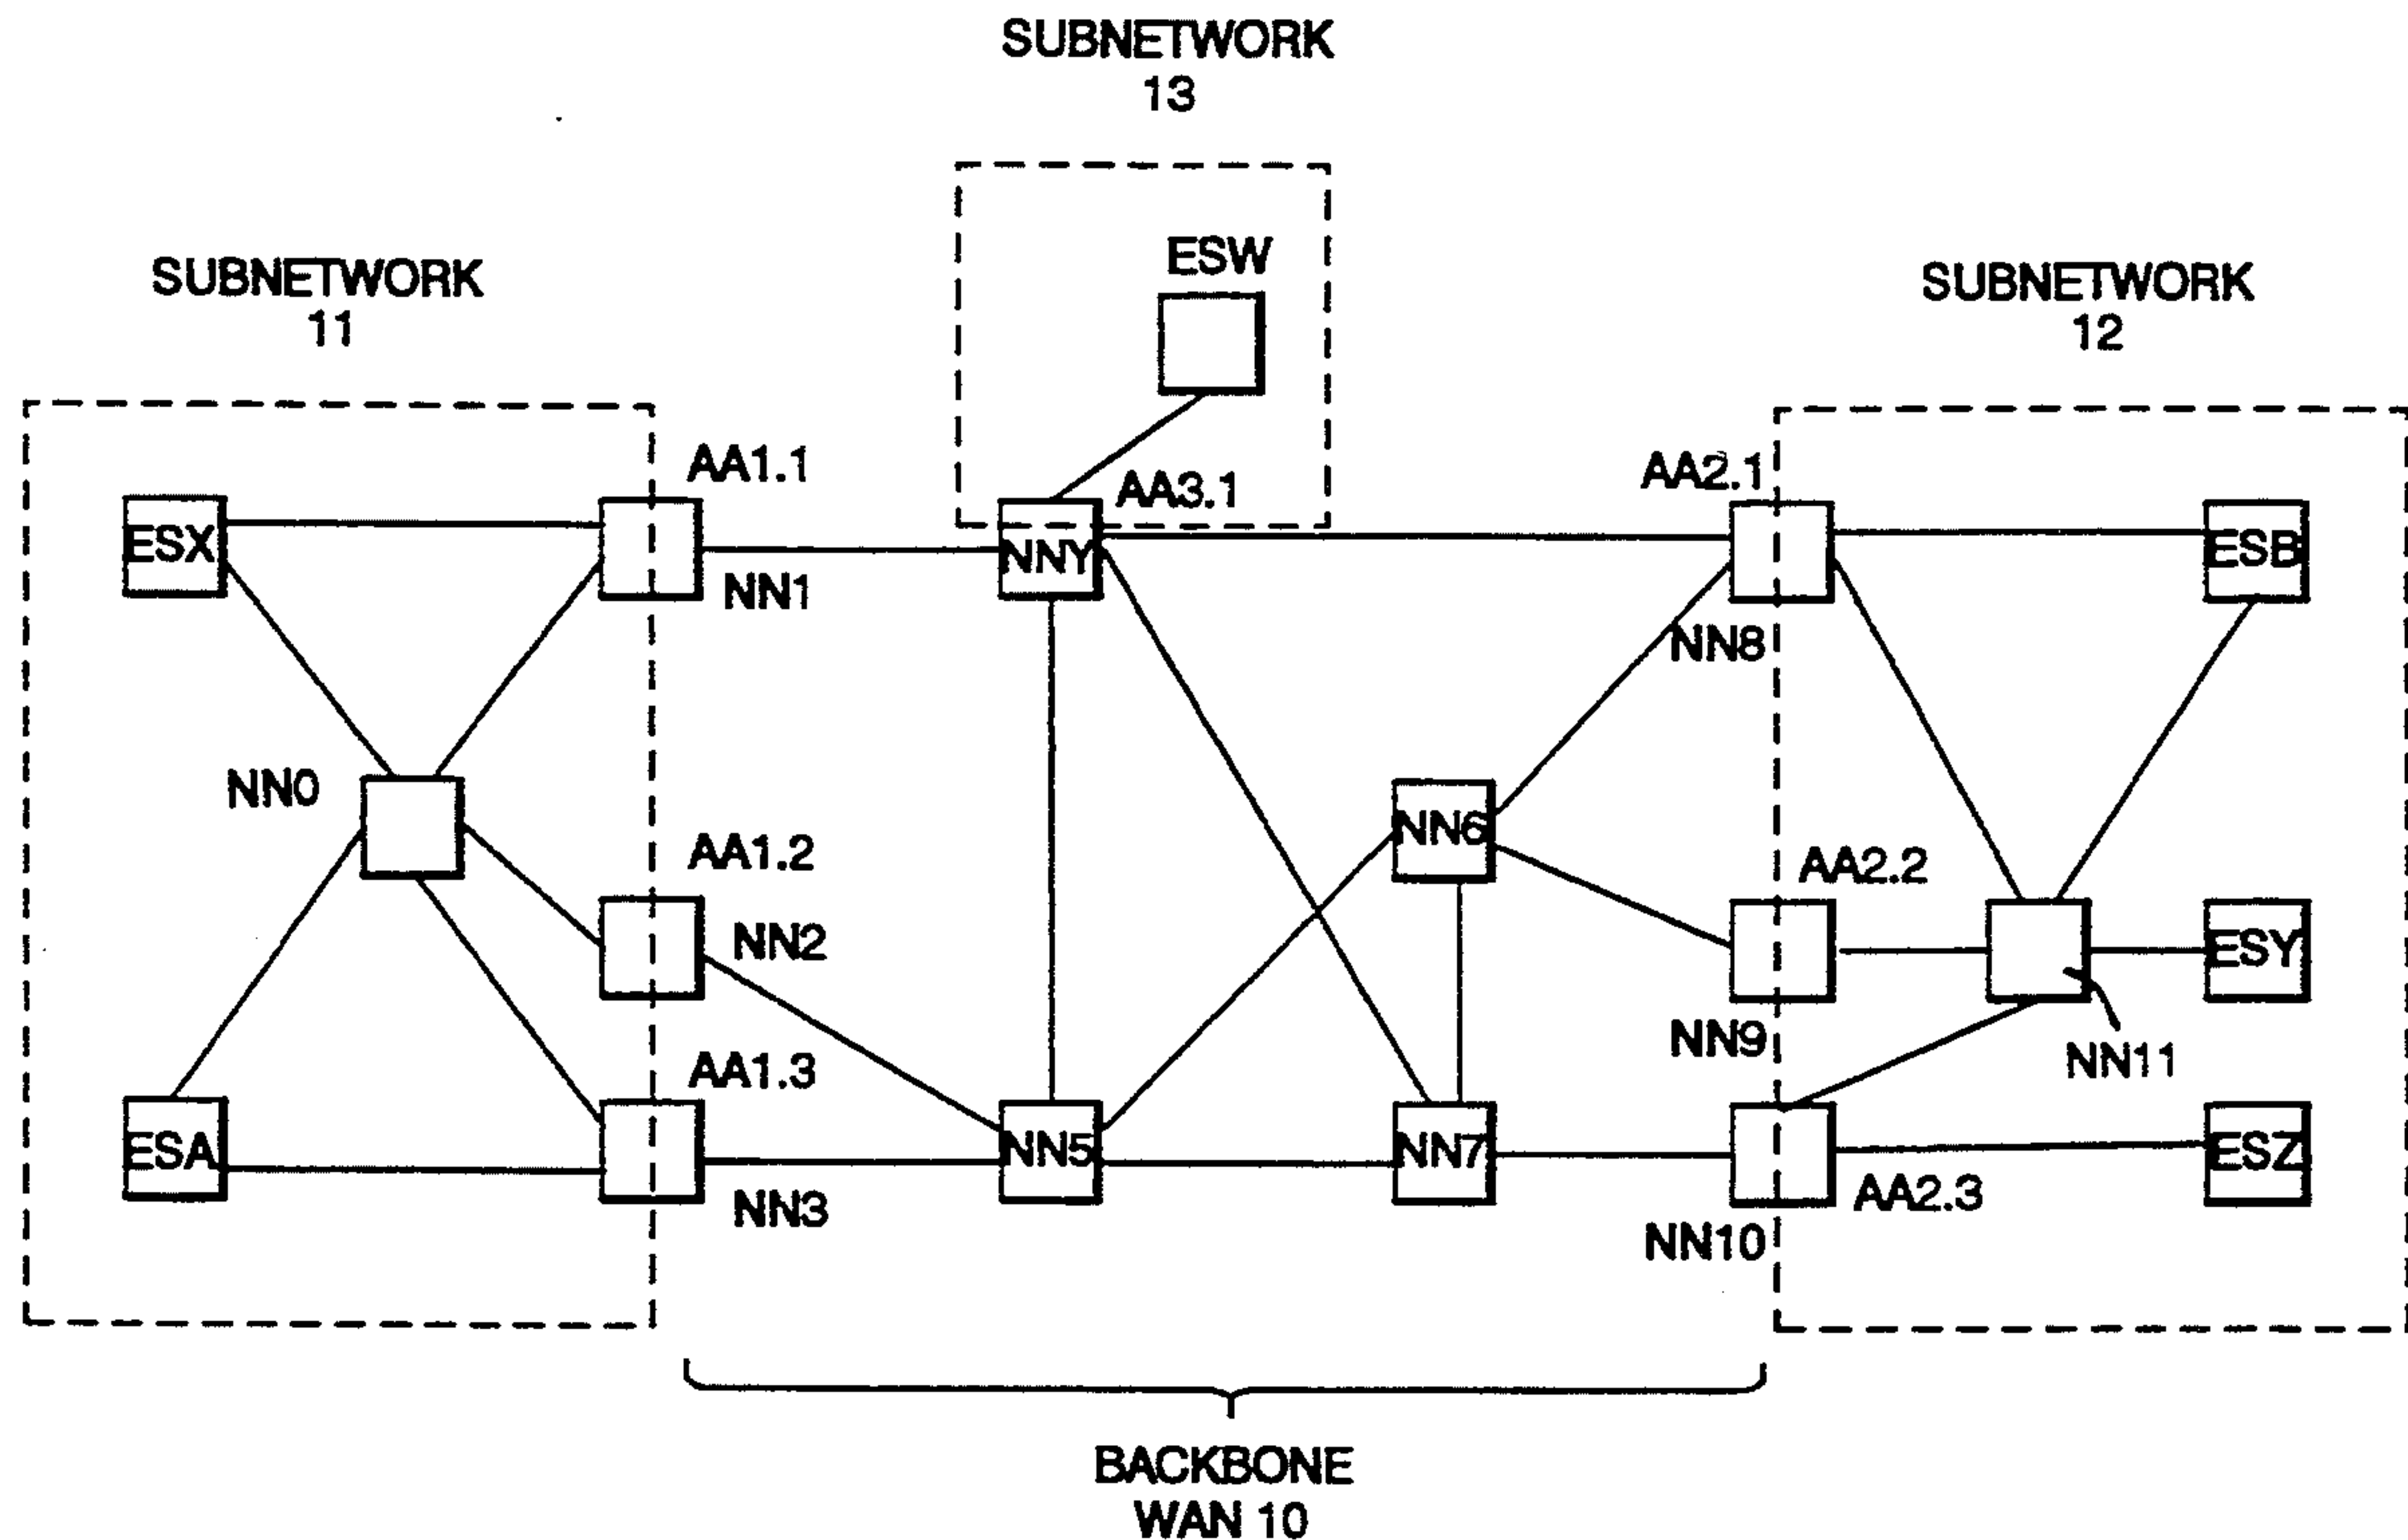 SUBNETWORK
13
ESW
SUBNETWORK
11
SUBNETWORK
12
AA1.1
AA3.1
AA2.1
ESX
NNY
ESB
NN1
NN8
NN0
NN6
AA1.2
AA2.2
NN2
ESY
NN9
NN11
AA1.3
ESA
NN5
NN7
ESZ
NN3
AA2.3
NN10
BACKBONE
WAN 10